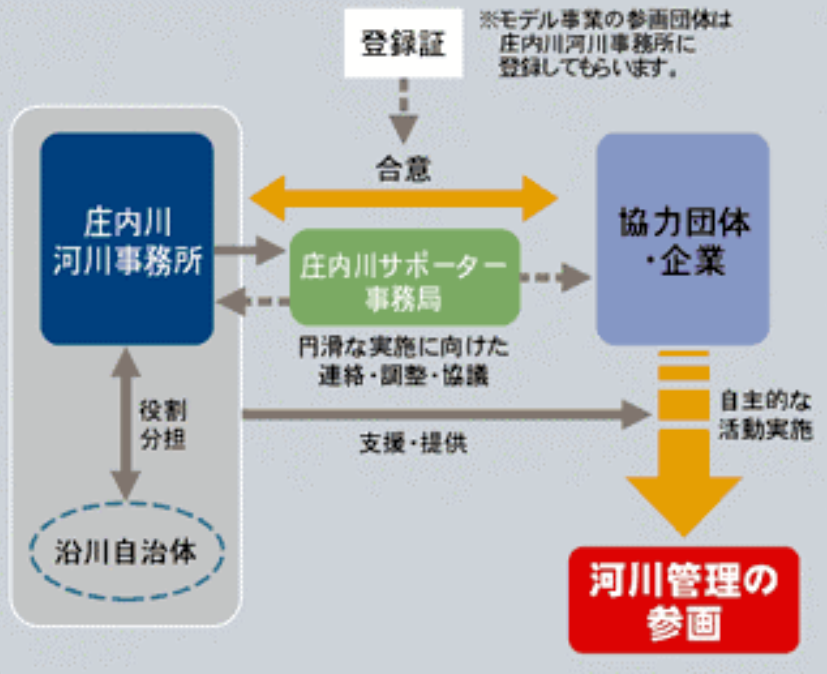 登録証
※モデル事業の参画団体は
庄内川河川事務所に
登録してもらいます。
合意
庄内川
河川事務所
庄内川サポーター
事務局
協力団体
・企業
円滑な実施に向けた
連絡・調整・協議
役割
分担
支援・提供
自主的な
活動実施
沿川自治体
河川管理の
参画